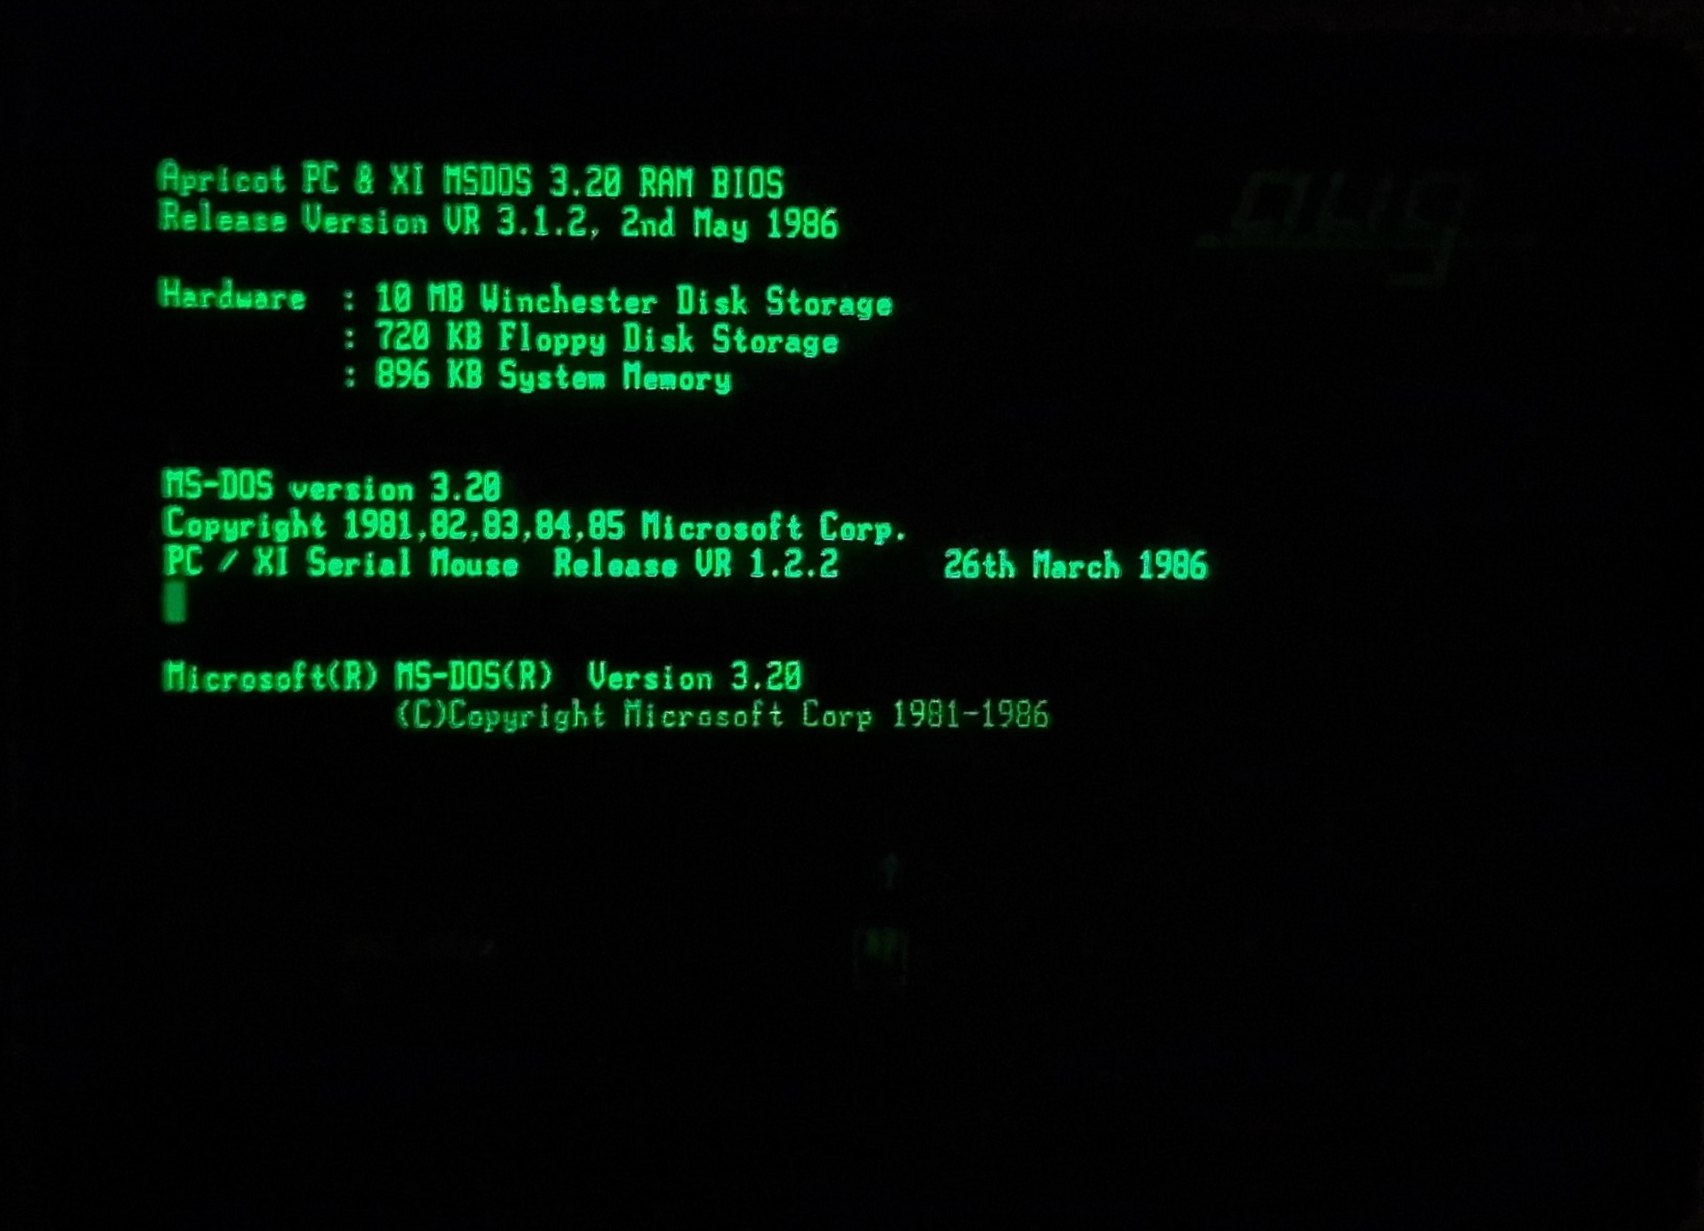 Apricot PC & XI MSDOS 3.20 RAM BIOS
Release Version VR 3.1.2, 2nd May 1986
Hardware : 10 MB Winchester Disk Storage
: 720 KB Floppy Disk Storage
: 896 KB System Memory
MS-DOS version 3.20
Copyright 1981,82,83,84,85 Microsoft Corp.
PC / XI Serial Mouse Release VR 1.2.2 26th March 1986
Microsoft(R) MS-DOS(R) Version 3.20
(C)Copyright Microsoft Corp 1981-1986